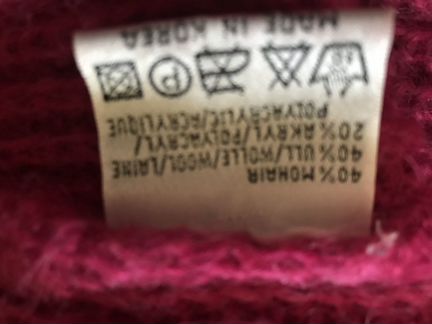 40% MOHAIR
40% ULL/WOLLE/WOOL/LAINE
20% AKRYL/POLYACRYL/
POLYACRYLIC/ACRYLIQUE
P
MADE IN KOREA